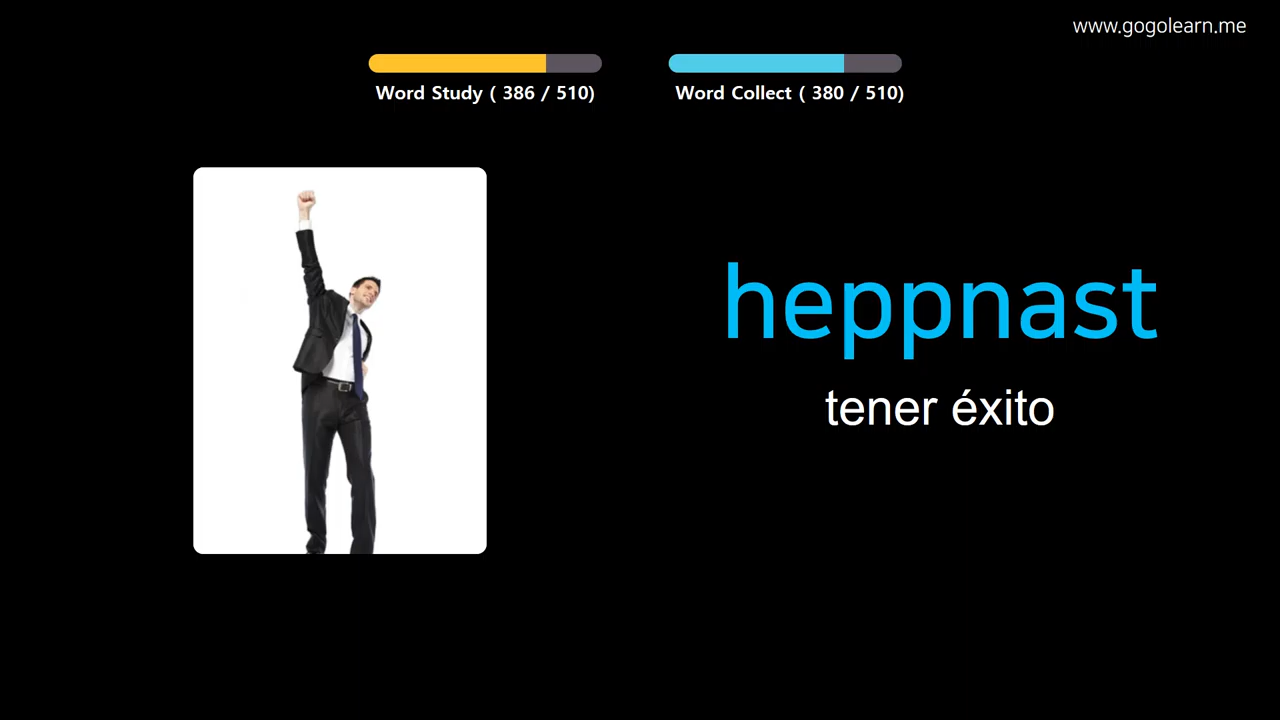 www.gogolearn.me
Word Study ( 386 / 510)
Word Collect ( 380 / 510)
heppnast
tener éxito